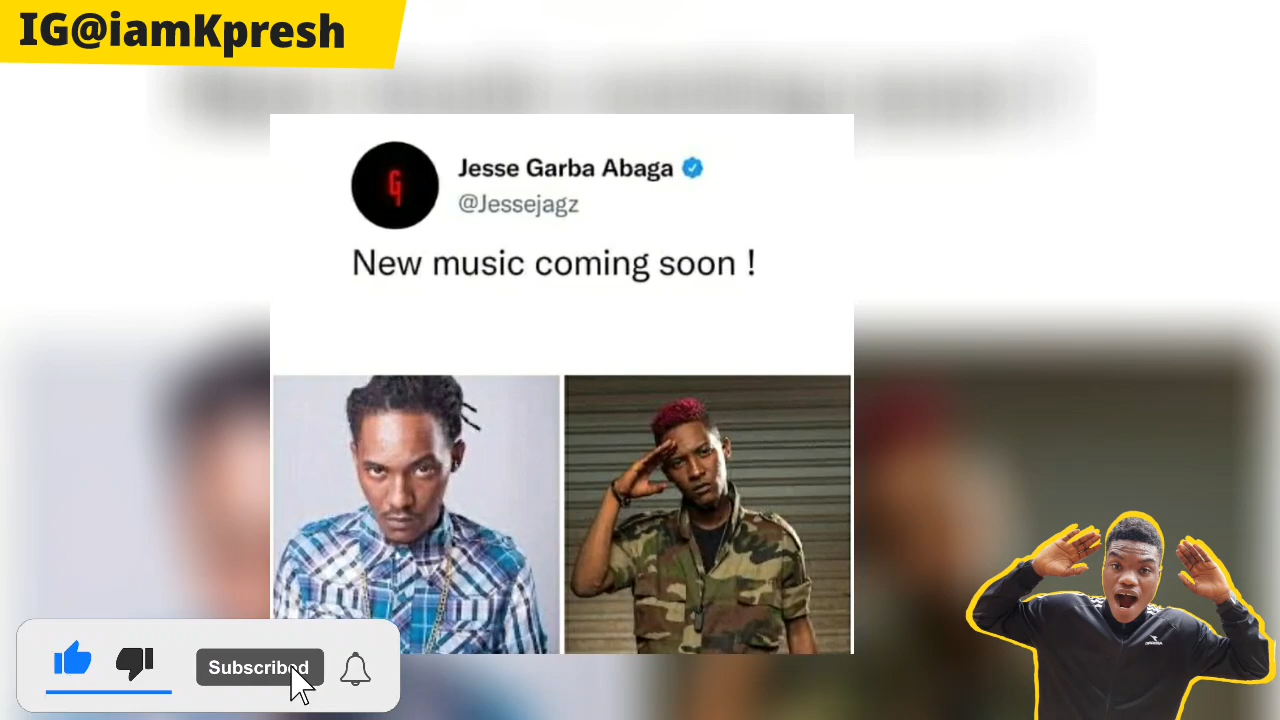 IG@iamKpresh
Jesse Garba Abaga
@Jessejagz
New music coming soon !
Subscribed